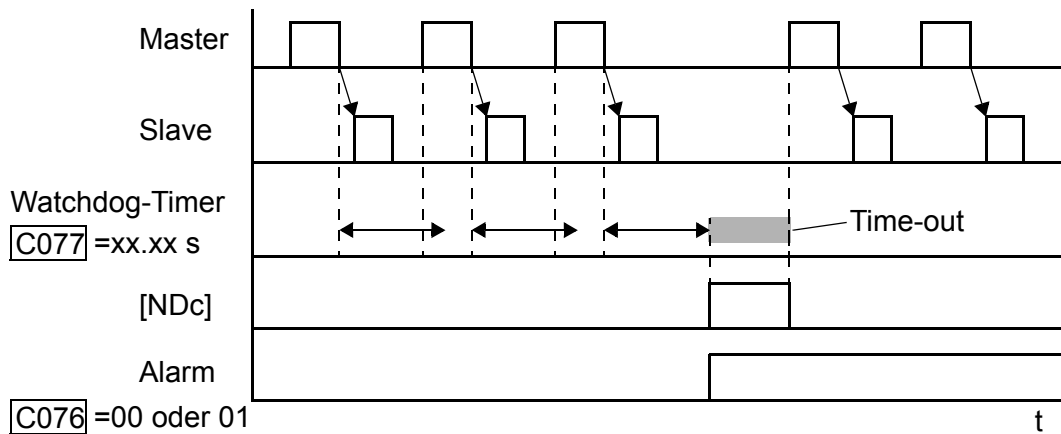 Master
Slave
Watchdog-Timer
C077 =xx.xx s
Time-out
[NDc]
Alarm
C076 =00 oder 01
t